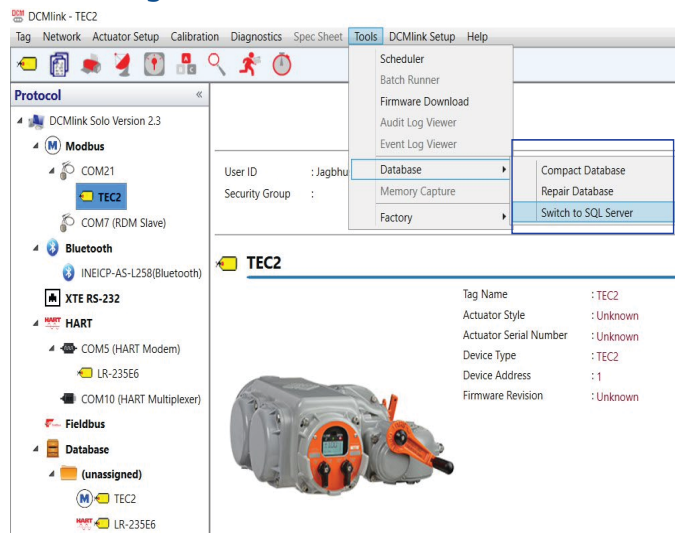 DCMlink - TEC2
Tag Network Actuator Setup Calibration Diagnostics Spec Sheet Tools DCMlink Setup Help
Scheduler
Batch Runner
Firmware Download
Audit Log Viewer
Event Log Viewer
Database
Memory Capture
Factory
Compact Database
Repair Database
Switch to SQL Server
Protocol «
DCMlink Solo Version 2.3
Modbus
COM21
TEC2
COM7 (RDM Slave)
Bluetooth
INEICP-AS-L258(Bluetooth)
XTE RS-232
HART
COM5 (HART Modem)
LR-235E6
COM10 (HART Multiplexer)
Fieldbus
Database
(unassigned)
TEC2
LR-235E6
User ID : Jagbhu
Security Group :
TEC2
Tag Name : TEC2
Actuator Style : Unknown
Actuator Serial Number : Unknown
Device Type : TEC2
Device Address : 1
Firmware Revision : Unknown